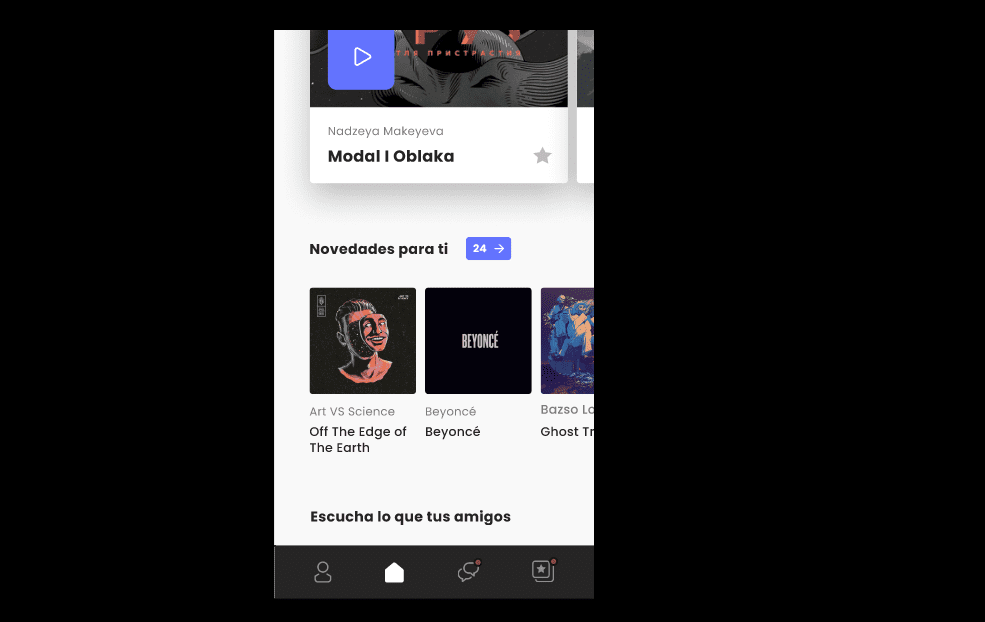 ТЛЯ ПРИСТРАСТИЯ
Nadzeya Makeyeva
Modal I Oblaka
Novedades para ti
24
BEYONCÉ
Art VS Science
Off The Edge of
The Earth
Beyoncé
Beyoncé
Bazso Lo
Ghost Tr
Escucha lo que tus amigos